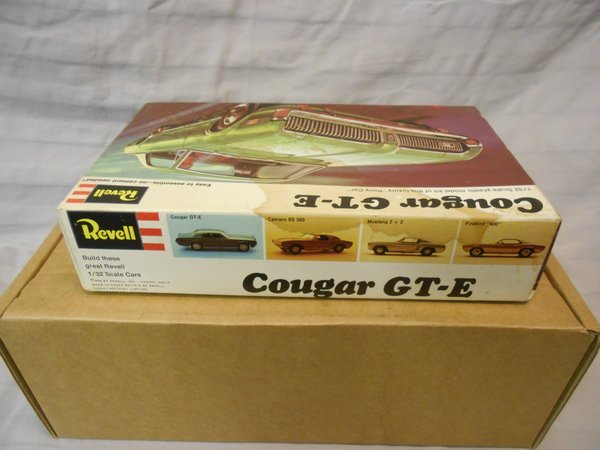 Cougar GT-E
1/32 Scale plastic model kit of this luxury "Pony Car"
Easy to assemble—no cement needed!
Revell
Revell
Build these
great Revell
1/32 Scale Cars
Cougar GT-E
Camaro SS 350
Mustang 2 + 2
Firebird "400"
Cougar GT-E